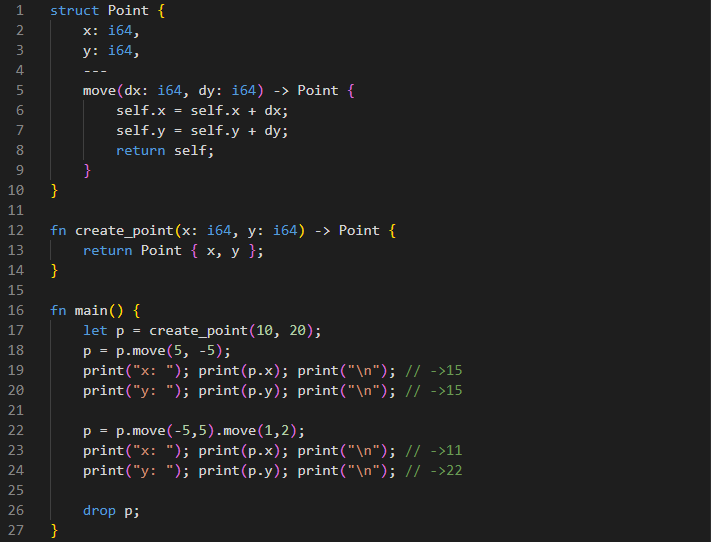 1 struct Point {
2     x: i64,
3     y: i64,
4     ---
5     move(dx: i64, dy: i64) -> Point {
6         self.x = self.x + dx;
7         self.y = self.y + dy;
8         return self;
9     }
10 }
11
12 fn create_point(x: i64, y: i64) -> Point {
13     return Point { x, y };
14 }
15
16 fn main() {
17     let p = create_point(10, 20);
18     p = p.move(5, -5);
19     print("x: "); print(p.x); print("\n"); // ->15
20     print("y: "); print(p.y); print("\n"); // ->15
21
22     p = p.move(-5,5).move(1,2);
23     print("x: "); print(p.x); print("\n"); // ->11
24     print("y: "); print(p.y); print("\n"); // ->22
25
26     drop p;
27 }